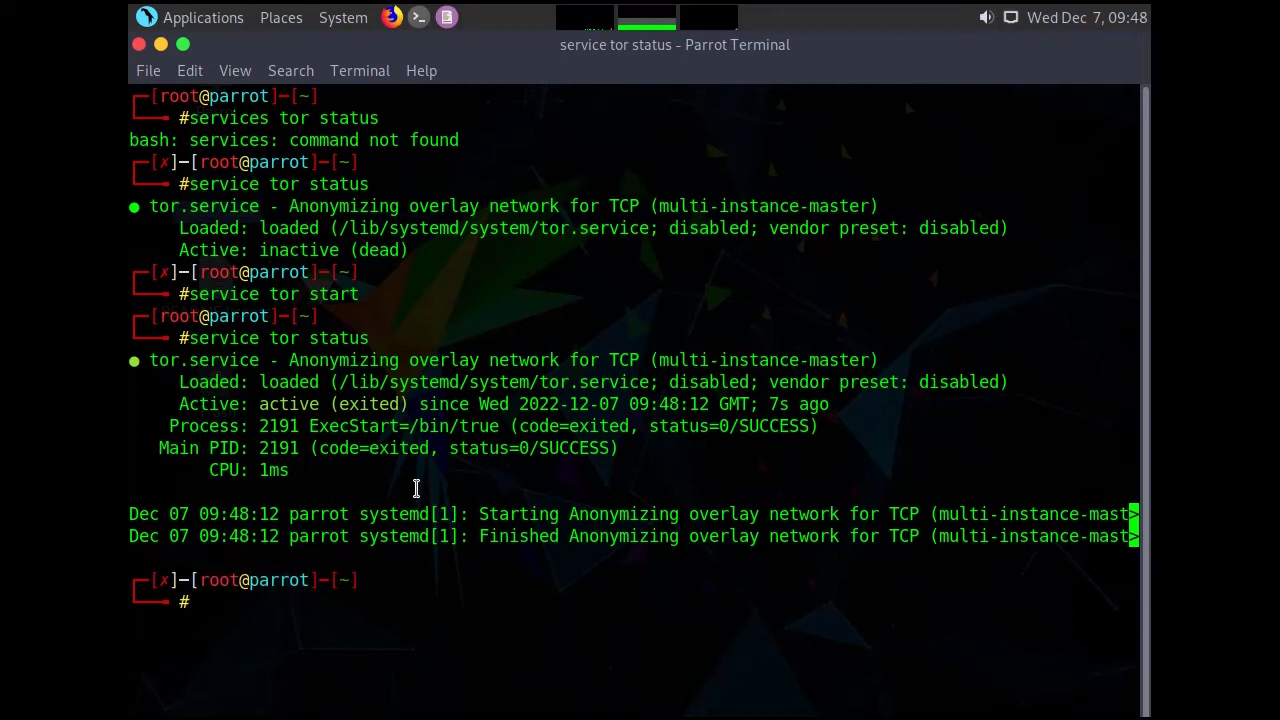 Applications Places System Wed Dec 7, 09:48
service tor status - Parrot Terminal
File Edit View Search Terminal Help
┌─[root@parrot]─[~]
└──╼ #services tor status
bash: services: command not found
┌─[✗]─[root@parrot]─[~]
└──╼ #service tor status
● tor.service - Anonymizing overlay network for TCP (multi-instance-master)
     Loaded: loaded (/lib/systemd/system/tor.service; disabled; vendor preset: disabled)
     Active: inactive (dead)
┌─[✗]─[root@parrot]─[~]
└──╼ #service tor start
┌─[root@parrot]─[~]
└──╼ #service tor status
● tor.service - Anonymizing overlay network for TCP (multi-instance-master)
     Loaded: loaded (/lib/systemd/system/tor.service; disabled; vendor preset: disabled)
     Active: active (exited) since Wed 2022-12-07 09:48:12 GMT; 7s ago
    Process: 2191 ExecStart=/bin/true (code=exited, status=0/SUCCESS)
   Main PID: 2191 (code=exited, status=0/SUCCESS)
        CPU: 1ms
Dec 07 09:48:12 parrot systemd[1]: Starting Anonymizing overlay network for TCP (multi-instance-mast>
Dec 07 09:48:12 parrot systemd[1]: Finished Anonymizing overlay network for TCP (multi-instance-mast>
┌─[✗]─[root@parrot]─[~]
└──╼ #